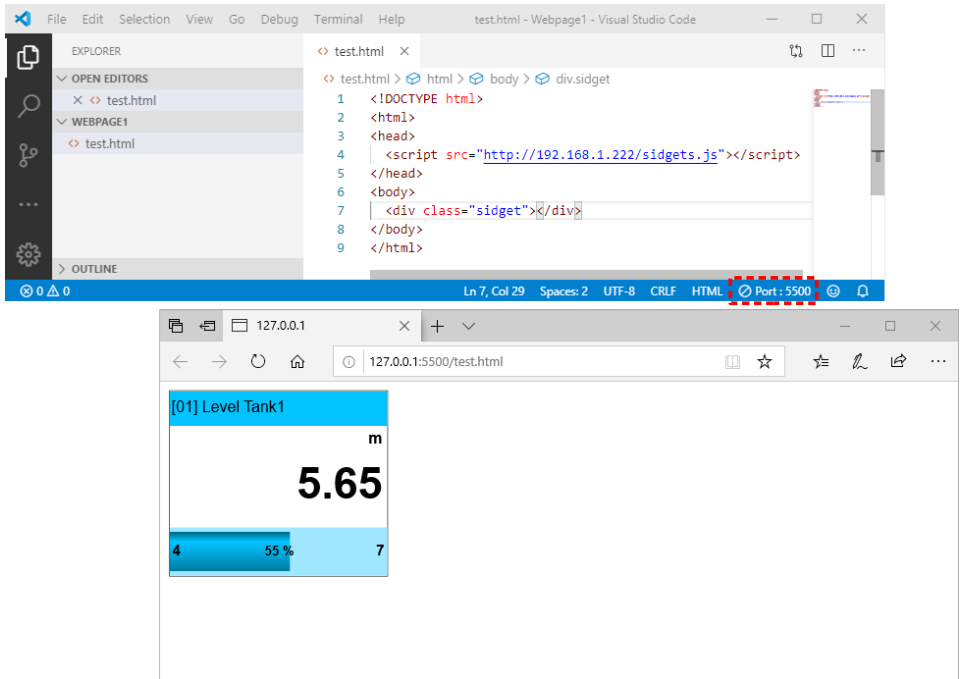 File Edit Selection View Go Debug Terminal Help test.html - Webpage1 - Visual Studio Code
EXPLORER
OPEN EDITORS
test.html
WEBPAGE1
test.html
OUTLINE
test.html
test.html > html > body > div.sidget
1 <!DOCTYPE html>
2 <html>
3 <head>
4 <script src="http://192.168.1.222/sidgets.js"></script>
5 </head>
6 <body>
7 <div class="sidget"></div>
8 </body>
9 </html>
0 0 Ln 7, Col 29 Spaces: 2 UTF-8 CRLF HTML Port : 5500
127.0.0.1
127.0.0.1:5500/test.html
[01] Level Tank1
m
5.65
4 55 % 7